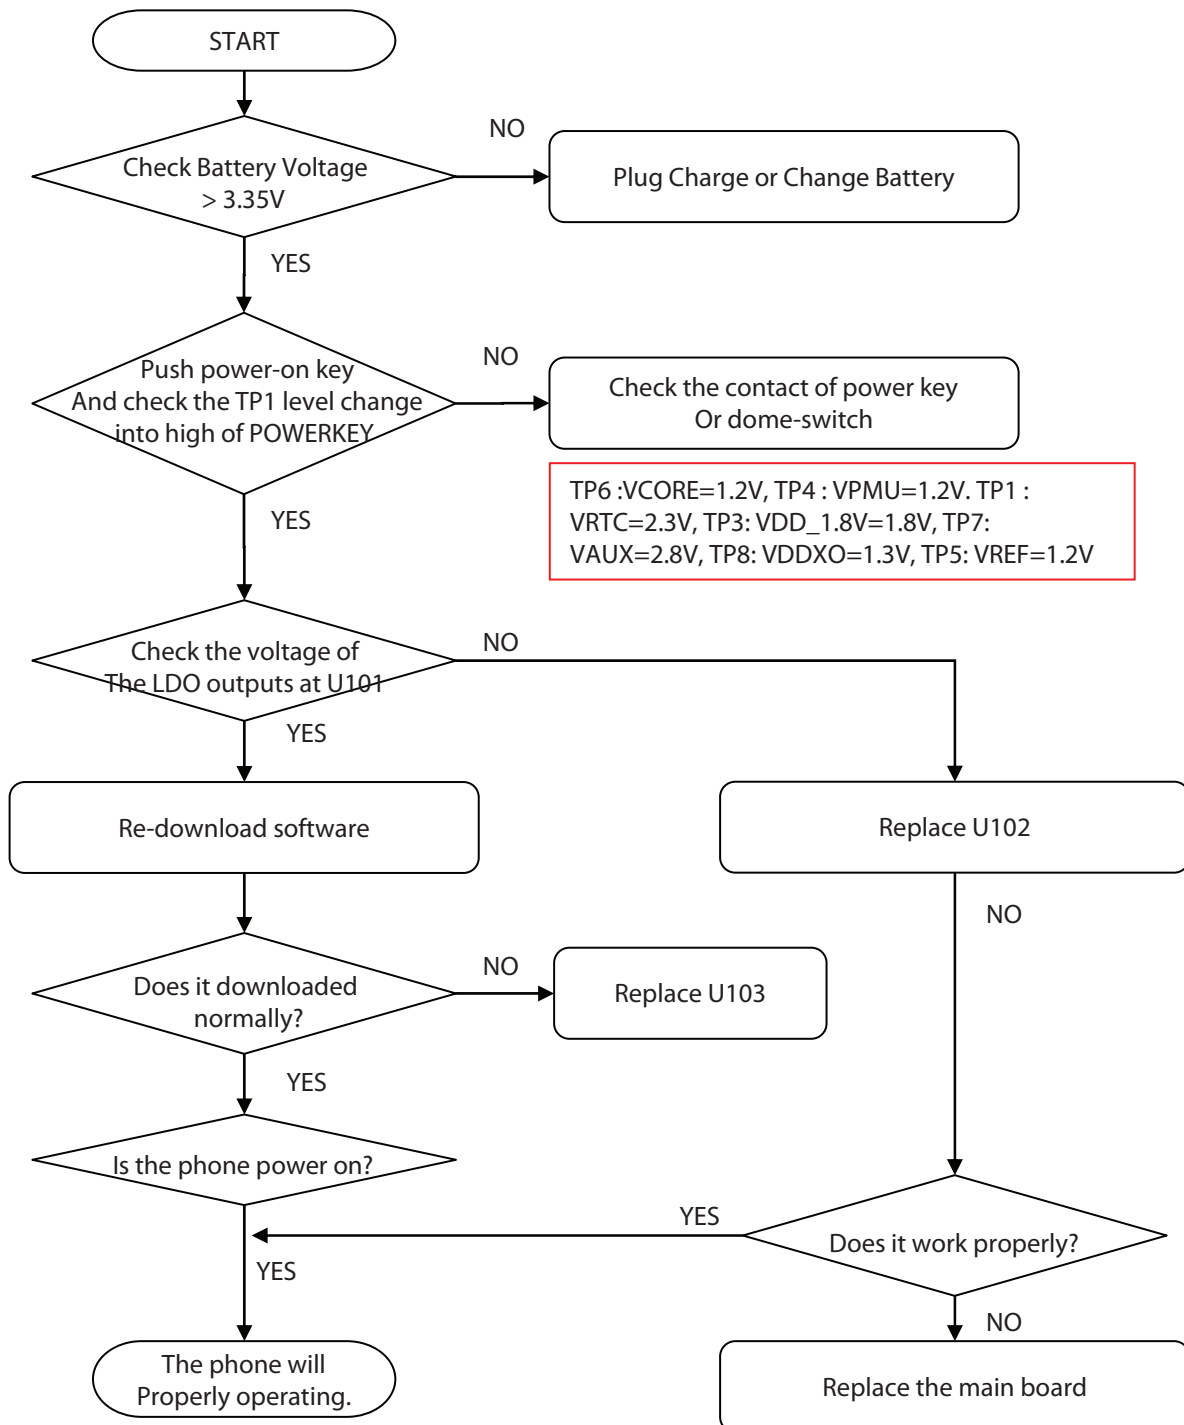 START
NO
Check Battery Voltage
> 3.35V
Plug Charge or Change Battery
YES
Push power-on key
And check the TP1 level change
into high of POWERKEY
NO
Check the contact of power key
Or dome-switch
TP6 :VCORE=1.2V, TP4 : VPMU=1.2V. TP1 :
VRTC=2.3V, TP3: VDD_1.8V=1.8V, TP7:
VAUX=2.8V, TP8: VDDXO=1.3V, TP5: VREF=1.2V
YES
Check the voltage of
The LDO outputs at U101
NO
YES
Re-download software
Replace U102
NO
Does it downloaded
normally?
NO
Replace U103
YES
Is the phone power on?
YES
Does it work properly?
YES
NO
The phone will
Properly operating.
Replace the main board